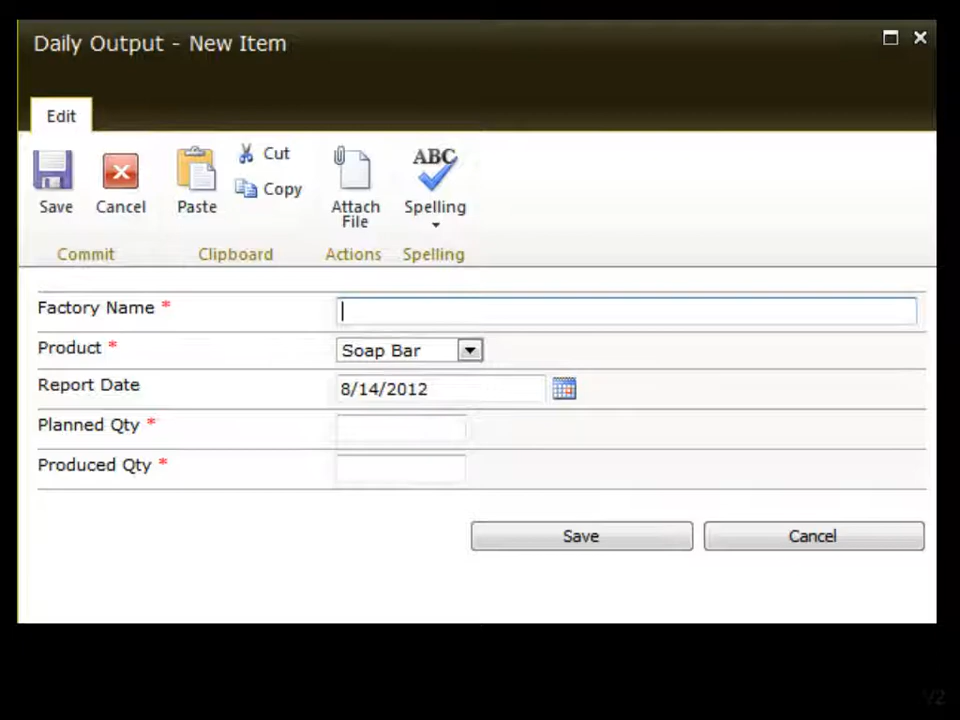 Daily Output - New Item
Edit
Save
Cancel
Paste
Cut
Copy
Attach
File
ABC
Spelling
Commit
Clipboard
Actions
Spelling
Factory Name *
Product *
Soap Bar
Report Date
8/14/2012
Planned Qty *
Produced Qty *
Save
Cancel